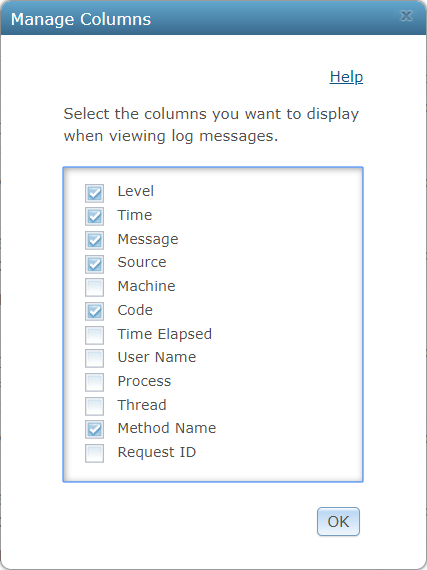 Manage Columns
Help
Select the columns you want to display
when viewing log messages.
Level
Time
Message
Source
Machine
Code
Time Elapsed
User Name
Process
Thread
Method Name
Request ID
OK